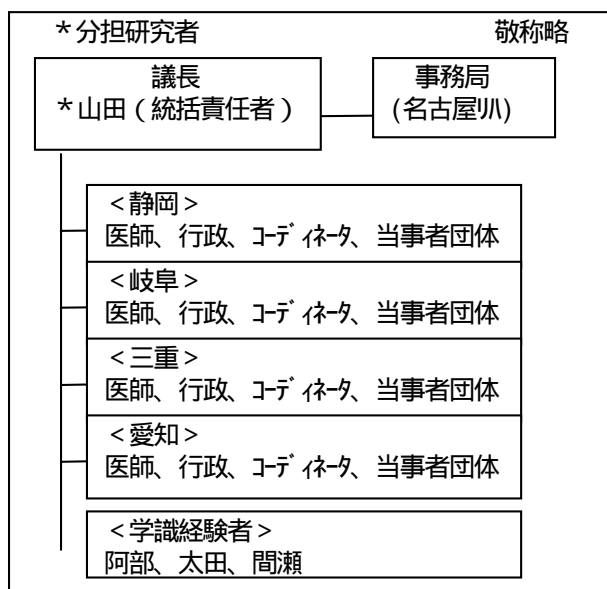 *分担研究者 敬称略
議長
*山田(統括責任者)
事務局
(名古屋リハ)
<静岡>
医師、行政、コーディネータ、当事者団体
<岐阜>
医師、行政、コーディネータ、当事者団体
<三重>
医師、行政、コーディネータ、当事者団体
<愛知>
医師、行政、コーディネータ、当事者団体
<学識経験者>
阿部、太田、間瀬